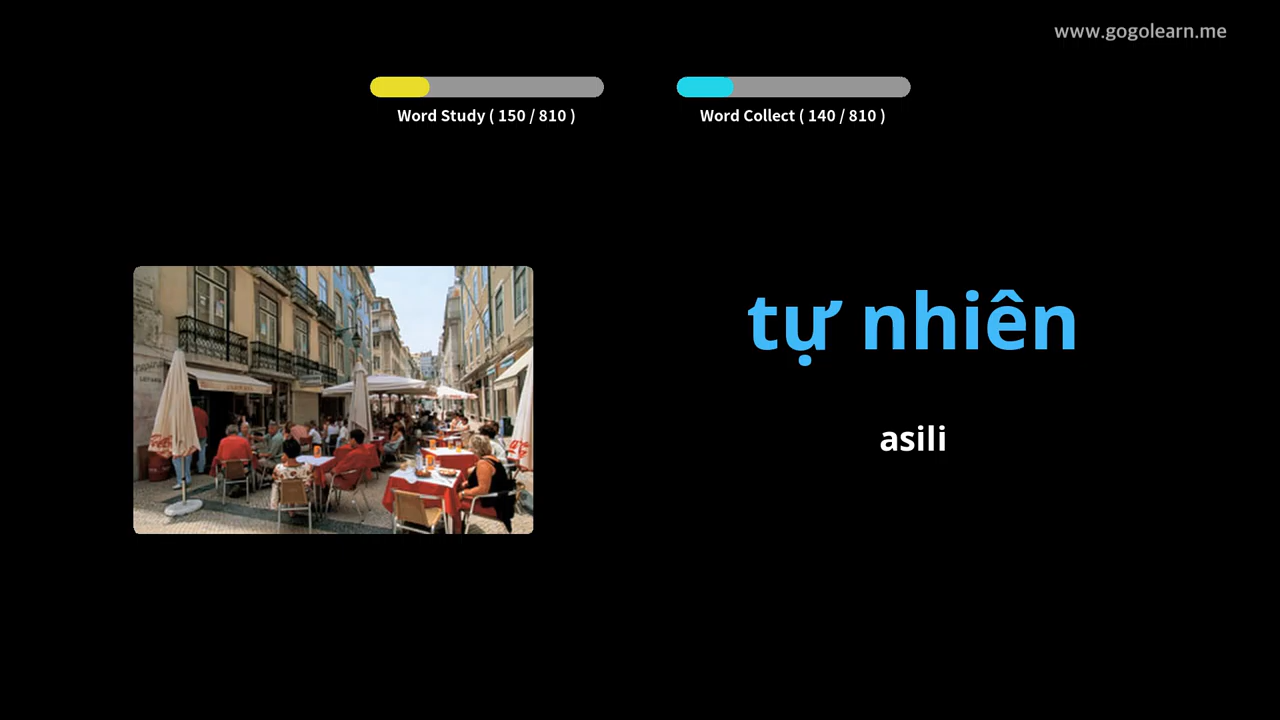 www.gogolearn.me
Word Study ( 150 / 810 )
Word Collect ( 140 / 810 )
tự nhiên
asili